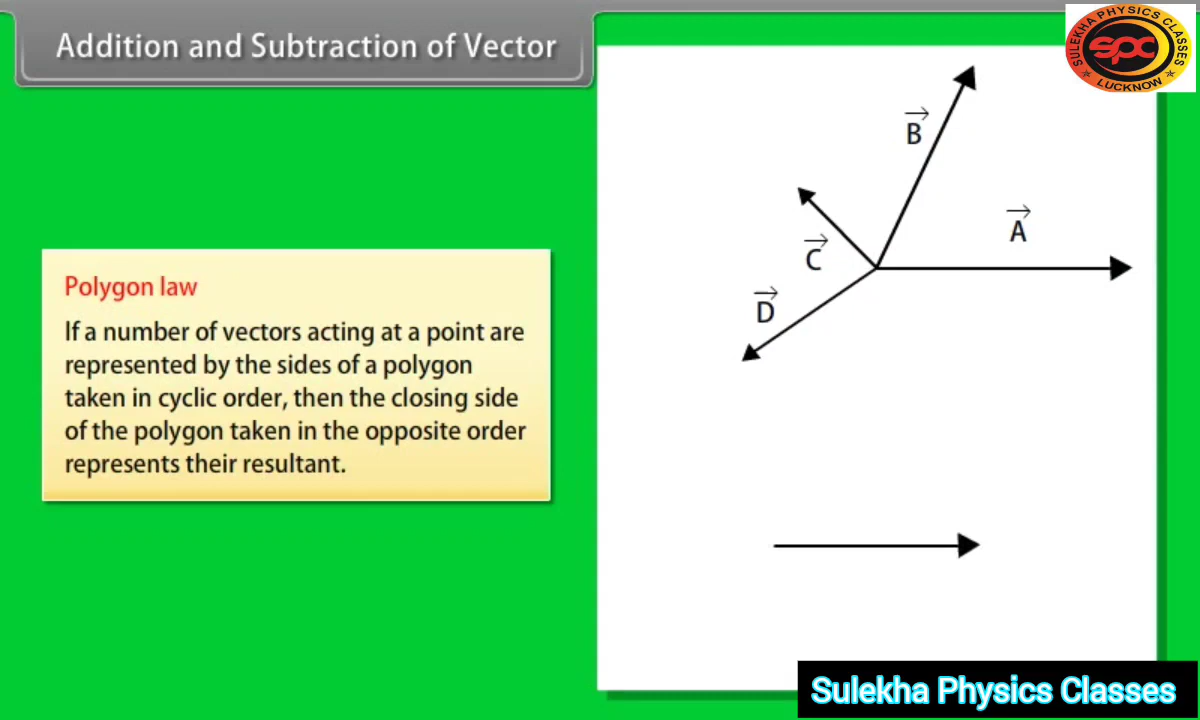 Addition and Subtraction of Vector
SULEKHA PHYSICS CLASSES
spc
LUCKNOW
B
A
C
D
Polygon law
If a number of vectors acting at a point are
represented by the sides of a polygon
taken in cyclic order, then the closing side
of the polygon taken in the opposite order
represents their resultant.
Sulekha Physics Classes